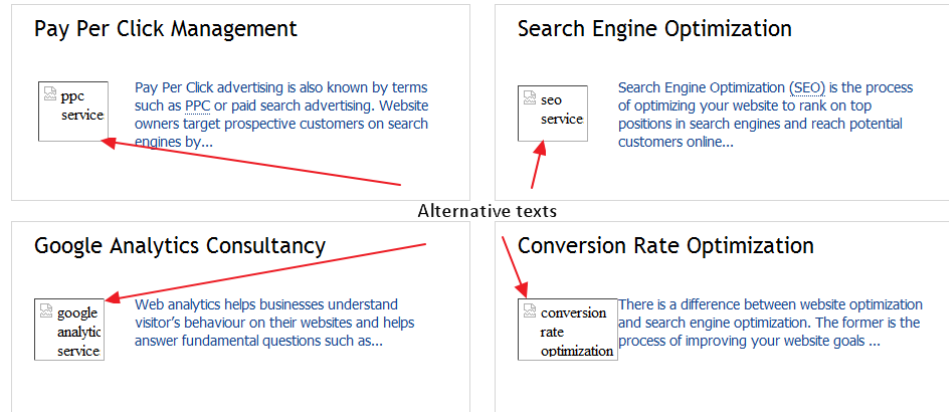 Pay Per Click Management
ppc
service
Pay Per Click advertising is also known by terms
such as PPC or paid search advertising. Website
owners target prospective customers on search
engines by...
Search Engine Optimization
seo
service
Search Engine Optimization (SEO) is the process
of optimizing your website to rank on top
positions in search engines and reach potential
customers online...
Alternative texts
Google Analytics Consultancy
google
analytic
service
Web analytics helps businesses understand
visitor's behaviour on their websites and helps
answer fundamental questions such as...
Conversion Rate Optimization
conversion
rate
optimization
There is a difference between website optimization
and search engine optimization. The former is the
process of improving your website goals ...